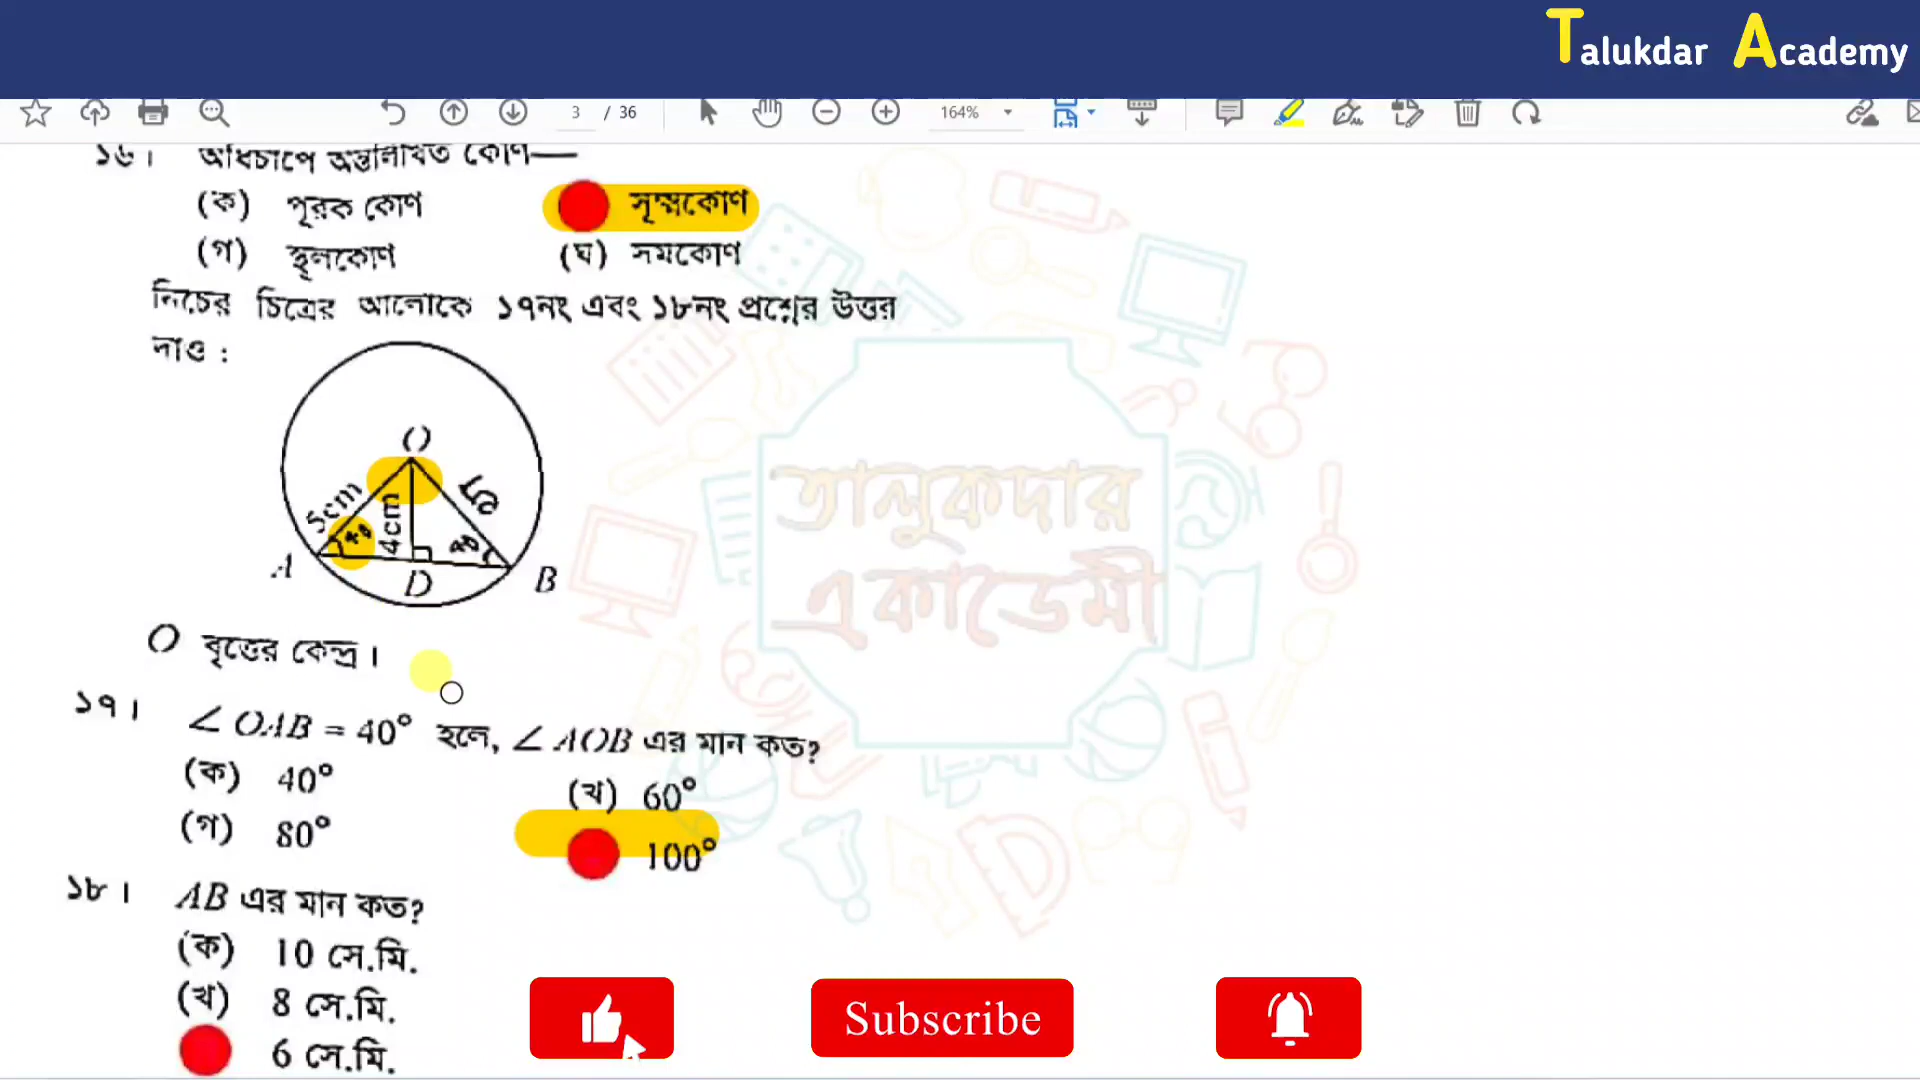 Talukdar Academy
3 / 36
164%
১৬। অধিচাপে অন্তর্লিখিত কোণ—
(ক) পূরক কোণ
সূক্ষ্মকোণ
(গ) স্থূলকোণ
(ঘ) সমকোণ
নিচের চিত্রের আলোকে ১৭নং এবং ১৮নং প্রশ্নের উত্তর
দাও :
O
5cm
4cm
A
D
B
O বৃত্তের কেন্দ্র।
১৭। ∠OAB = 40° হলে, ∠AOB এর মান কত?
(ক) 40°
(খ) 60°
(গ) 80°
100°
১৮। AB এর মান কত?
(ক) 10 সে.মি.
(খ) 8 সে.মি.
6 সে.মি.
তালুকদার
একাডেমী
Subscribe